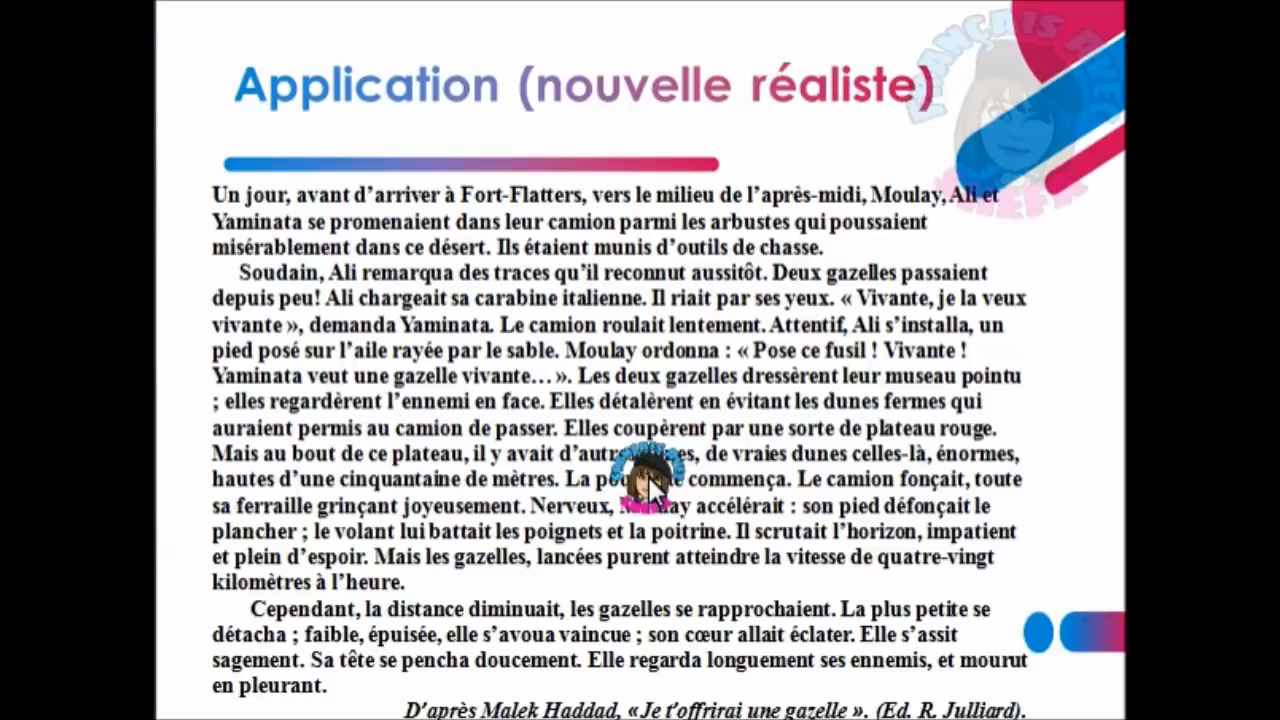 FRANÇAIS AVEC
CHEFA
Application (nouvelle réaliste)
Un jour, avant d’arriver à Fort-Flatters, vers le milieu de l’après-midi, Moulay, Ali et
Yaminata se promenaient dans leur camion parmi les arbustes qui poussaient
misérablement dans ce désert. Ils étaient munis d’outils de chasse.
Soudain, Ali remarqua des traces qu’il reconnut aussitôt. Deux gazelles passaient
depuis peu! Ali chargeait sa carabine italienne. Il riait par ses yeux. « Vivante, je la veux
vivante », demanda Yaminata. Le camion roulait lentement. Attentif, Ali s’installa, un
pied posé sur l’aile rayée par le sable. Moulay ordonna : « Pose ce fusil ! Vivante !
Yaminata veut une gazelle vivante… ». Les deux gazelles dressèrent leur museau pointu
; elles regardèrent l’ennemi en face. Elles détalèrent en évitant les dunes fermes qui
auraient permis au camion de passer. Elles coupèrent par une sorte de plateau rouge.
Mais au bout de ce plateau, il y avait de vraies dunes celles-là, énormes,
hautes d’une cinquantaine de mètres. La commença. Le camion fonçait, toute
sa ferraille grinçant joyeusement. Nerveux, accélérait : son pied défonçait le
plancher ; le volant lui battait les poignets et la poitrine. Il scrutait l’horizon, impatient
et plein d’espoir. Mais les gazelles, lancées purent atteindre la vitesse de quatre-vingt
kilomètres à l’heure.
Cependant, la distance diminuait, les gazelles se rapprochaient. La plus petite se
détacha ; faible, épuisée, elle s’avoua vaincue ; son cœur allait éclater. Elle s’assit
sagement. Sa tête se pencha doucement. Elle regarda longuement ses ennemis, et mourut
en pleurant.
D’après Malek Haddad, «Je t’offrirai une gazelle ». (Ed. R. Julliard).